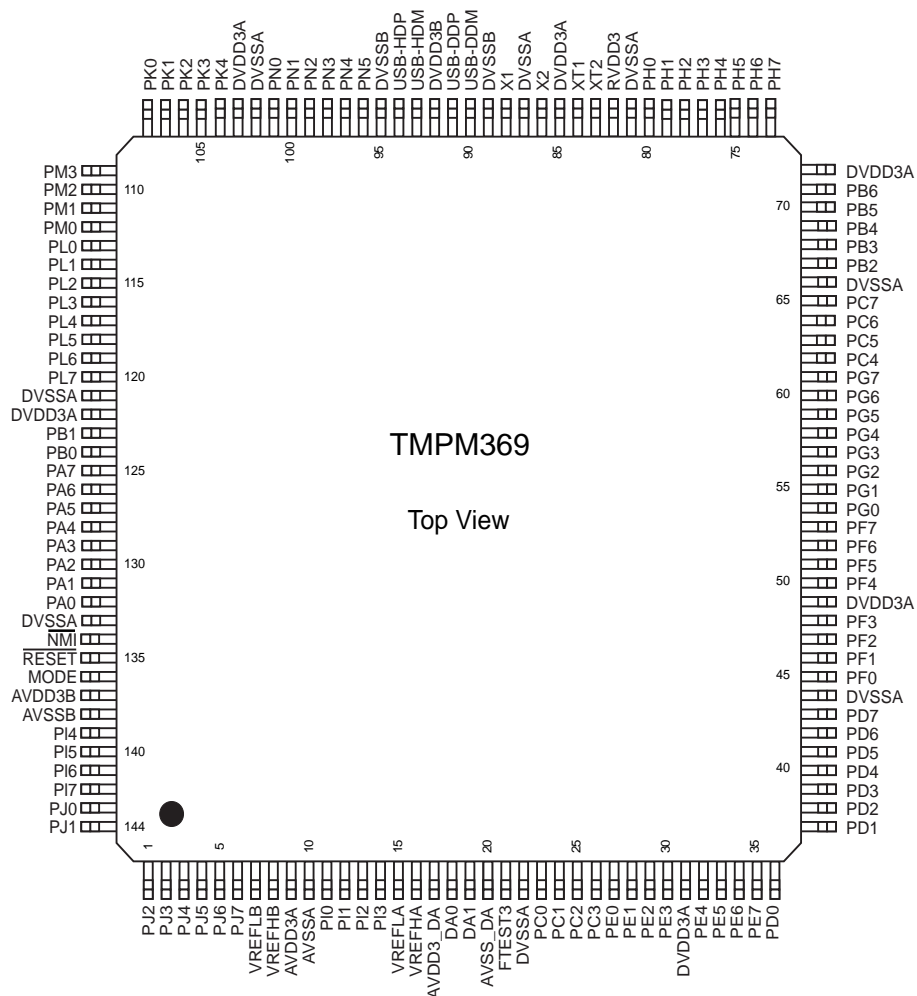 PK0
PK1
PK2
PK3
PK4
DVDD3A
DVSSA
PN0
PN1
PN2
PN3
PN4
PN5
DVSSB
USB-HDP
USB-HDM
DVDD3B
USB-DDP
USB-DDM
DVSSB
X1
DVSSA
X2
DVDD3A
XT1
XT2
RVDD3
DVSSA
PH0
PH1
PH2
PH3
PH4
PH5
PH6
PH7
105
100
95
90
85
80
75
PM3
PM2
PM1
PM0
PL0
PL1
PL2
PL3
PL4
PL5
PL6
PL7
DVSSA
DVDD3A
PB1
PB0
PA7
PA6
PA5
PA4
PA3
PA2
PA1
PA0
DVSSA
NMI
RESET
MODE
AVDD3B
AVSSB
PI4
PI5
PI6
PI7
PJ0
PJ1
110
115
120
125
130
135
140
144
TMPM369
Top View
70
65
60
55
50
45
40
DVDD3A
PB6
PB5
PB4
PB3
PB2
DVSSA
PC7
PC6
PC5
PC4
PG7
PG6
PG5
PG4
PG3
PG2
PG1
PG0
PF7
PF6
PF5
PF4
DVDD3A
PF3
PF2
PF1
PF0
DVSSA
PD7
PD6
PD5
PD4
PD3
PD2
PD1
1
5
10
15
20
25
30
35
PJ2
PJ3
PJ4
PJ5
PJ6
PJ7
VREFLB
VREFHB
AVDD3A
AVSSA
PI0
PI1
PI2
PI3
VREFLA
VREFHA
AVDD3_DA
DA0
DA1
AVSS_DA
FTEST3
DVSSA
PC0
PC1
PC2
PC3
PE0
PE1
PE2
PE3
DVDD3A
PE4
PE5
PE6
PE7
PD0